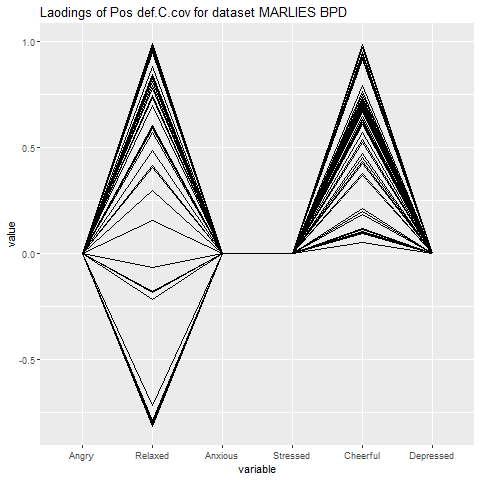 Laodings of Pos def.C.cov for dataset MARLIES BPD
1.0
0.5
0.0
-0.5
value
Angry Relaxed Anxious Stressed Cheerful Depressed
variable